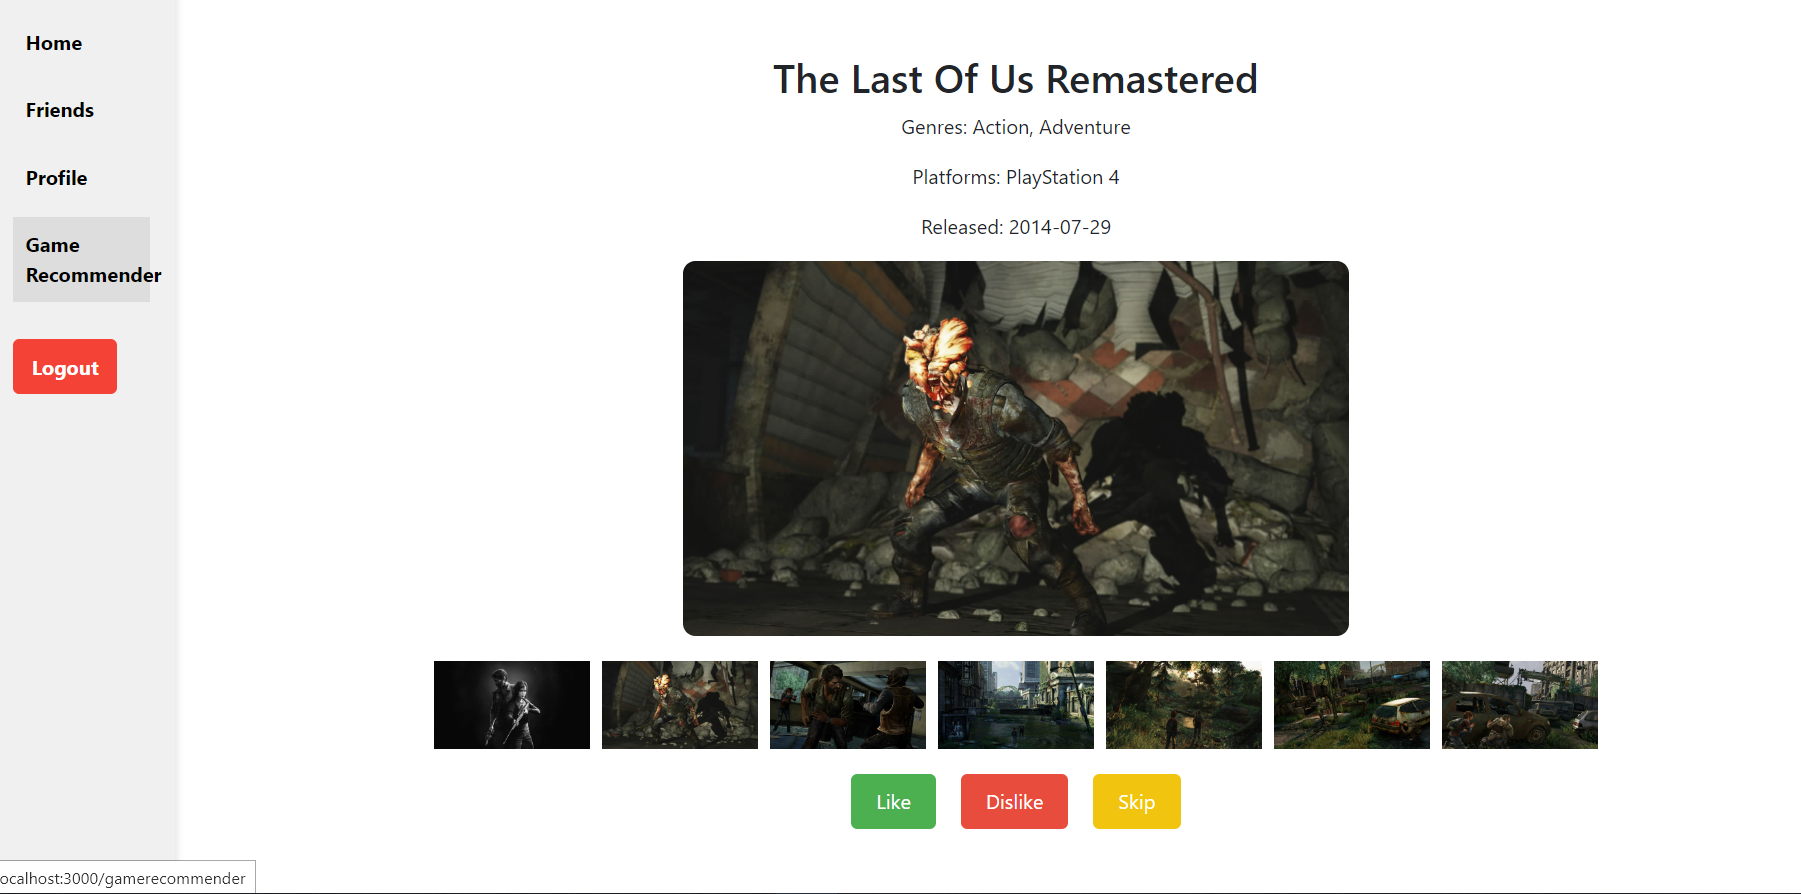 Home
Friends
Profile
Game
Recommender
Logout
The Last Of Us Remastered
Genres: Action, Adventure
Platforms: PlayStation 4
Released: 2014-07-29
Like
Dislike
Skip
ocalhost:3000/gamerecommender